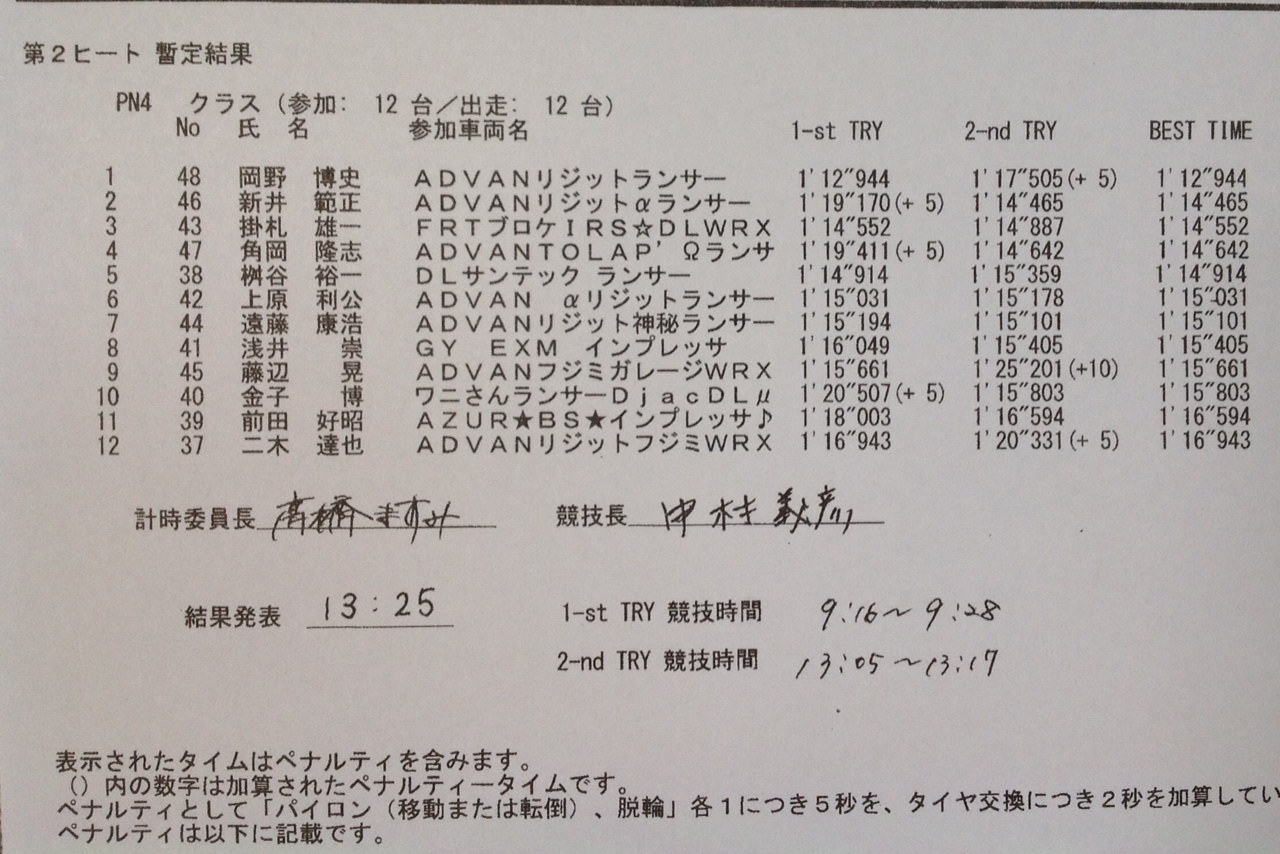 第２ヒート 暫定結果
PN4 クラス（参加： 12 台／出走： 12 台）
No 氏 名 参加車両名 1-st TRY 2-nd TRY BEST TIME
1 48 岡野 博史 ＡＤＶＡＮリジットランサー 1'12"944 1'17"505(+ 5) 1'12"944
2 46 新井 範正 ＡＤＶＡＮリジットαランサー 1'19"170(+ 5) 1'14"465 1'14"465
3 43 掛札 雄一 ＦＲＴブロケＩＲＳ☆ＤＬＷＲＸ 1'14"552 1'14"887 1'14"552
4 47 角岡 隆志 ＡＤＶＡＮＴＯＬＡＰ’Ωランサ 1'19"411(+ 5) 1'14"642 1'14"642
5 38 桝谷 裕一 ＤＬサンテック ランサー 1'14"914 1'15"359 1'14"914
6 42 上原 利公 ＡＤＶＡＮ αリジットランサー 1'15"031 1'15"178 1'15"031
7 44 遠藤 康浩 ＡＤＶＡＮリジット神秘ランサー 1'15"194 1'15"101 1'15"101
8 41 浅井 崇 ＧＹ ＥＸＭ インプレッサ 1'16"049 1'15"405 1'15"405
9 45 藤辺 晃 ＡＤＶＡＮフジミガレージＷＲＸ 1'15"661 1'25"201(+10) 1'15"661
10 40 金子 博 ワニさんランサーＤｊａｃＤＬμ 1'20"507(+ 5) 1'15"803 1'15"803
11 39 前田 好昭 ＡＺＵＲ★ＢＳ★インプレッサ♪ 1'18"003 1'16"594 1'16"594
12 37 二木 達也 ＡＤＶＡＮリジットフジミＷＲＸ 1'16"943 1'20"331(+ 5) 1'16"943
計時委員長 高橋ますみ 競技長 中村義彦
結果発表 13:25 1-st TRY 競技時間 9:16～9:28
2-nd TRY 競技時間 13:05～13:17
表示されたタイムはペナルティを含みます。
（）内の数字は加算されたペナルティータイムです。
ペナルティとして「パイロン（移動または転倒）、脱輪」各１につき５秒を、タイヤ交換につき２秒を加算してい
ペナルティは以下に記載です。